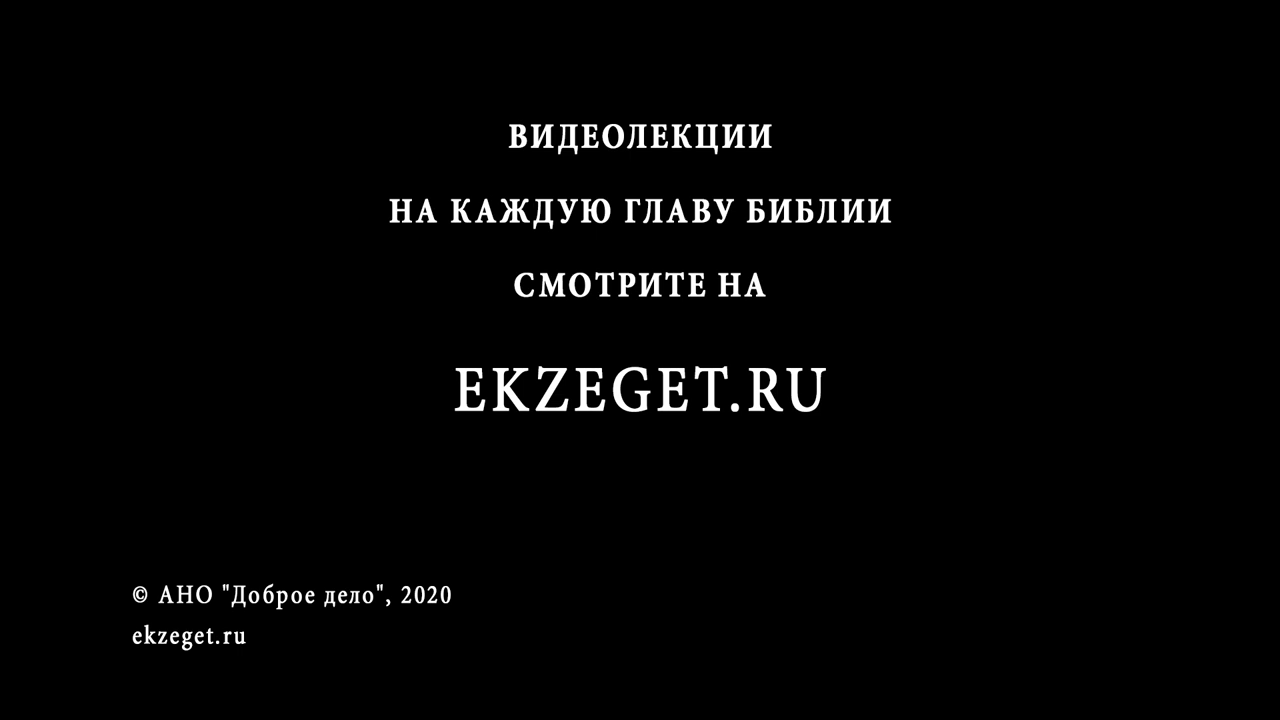 ВИДЕОЛЕКЦИИ
НА КАЖДУЮ ГЛАВУ БИБЛИИ
СМОТРИТЕ НА
EKZEGET.RU
© АНО "Доброе дело", 2020
ekzeget.ru